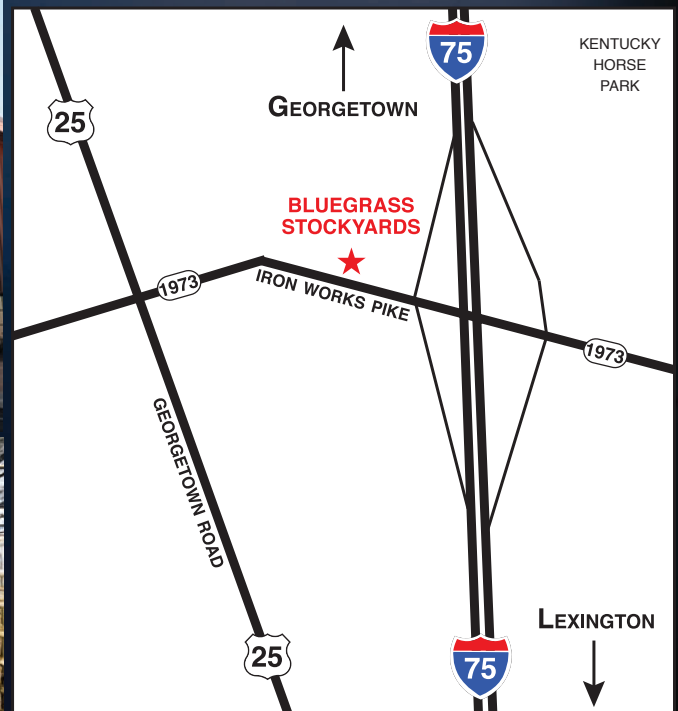 75
KENTUCKY
HORSE
PARK
GEORGETOWN
25
BLUEGRASS
STOCKYARDS
1973
IRON WORKS PIKE
1973
GEORGETOWN ROAD
LEXINGTON
25
75